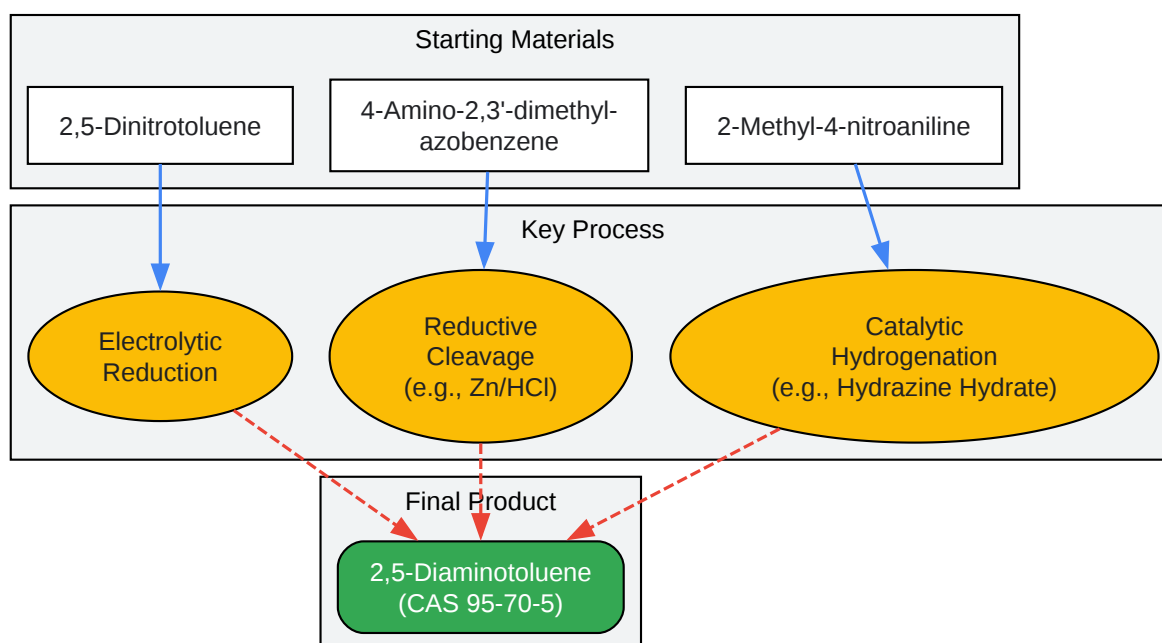 Starting Materials
2,5-Dinitrotoluene
4-Amino-2,3'-dimethyl-
azobenzene
2-Methyl-4-nitroaniline
Key Process
Electrolytic
Reduction
Reductive
Cleavage
(e.g., Zn/HCl)
Catalytic
Hydrogenation
(e.g., Hydrazine Hydrate)
Final Product
2,5-Diaminotoluene
(CAS 95-70-5)